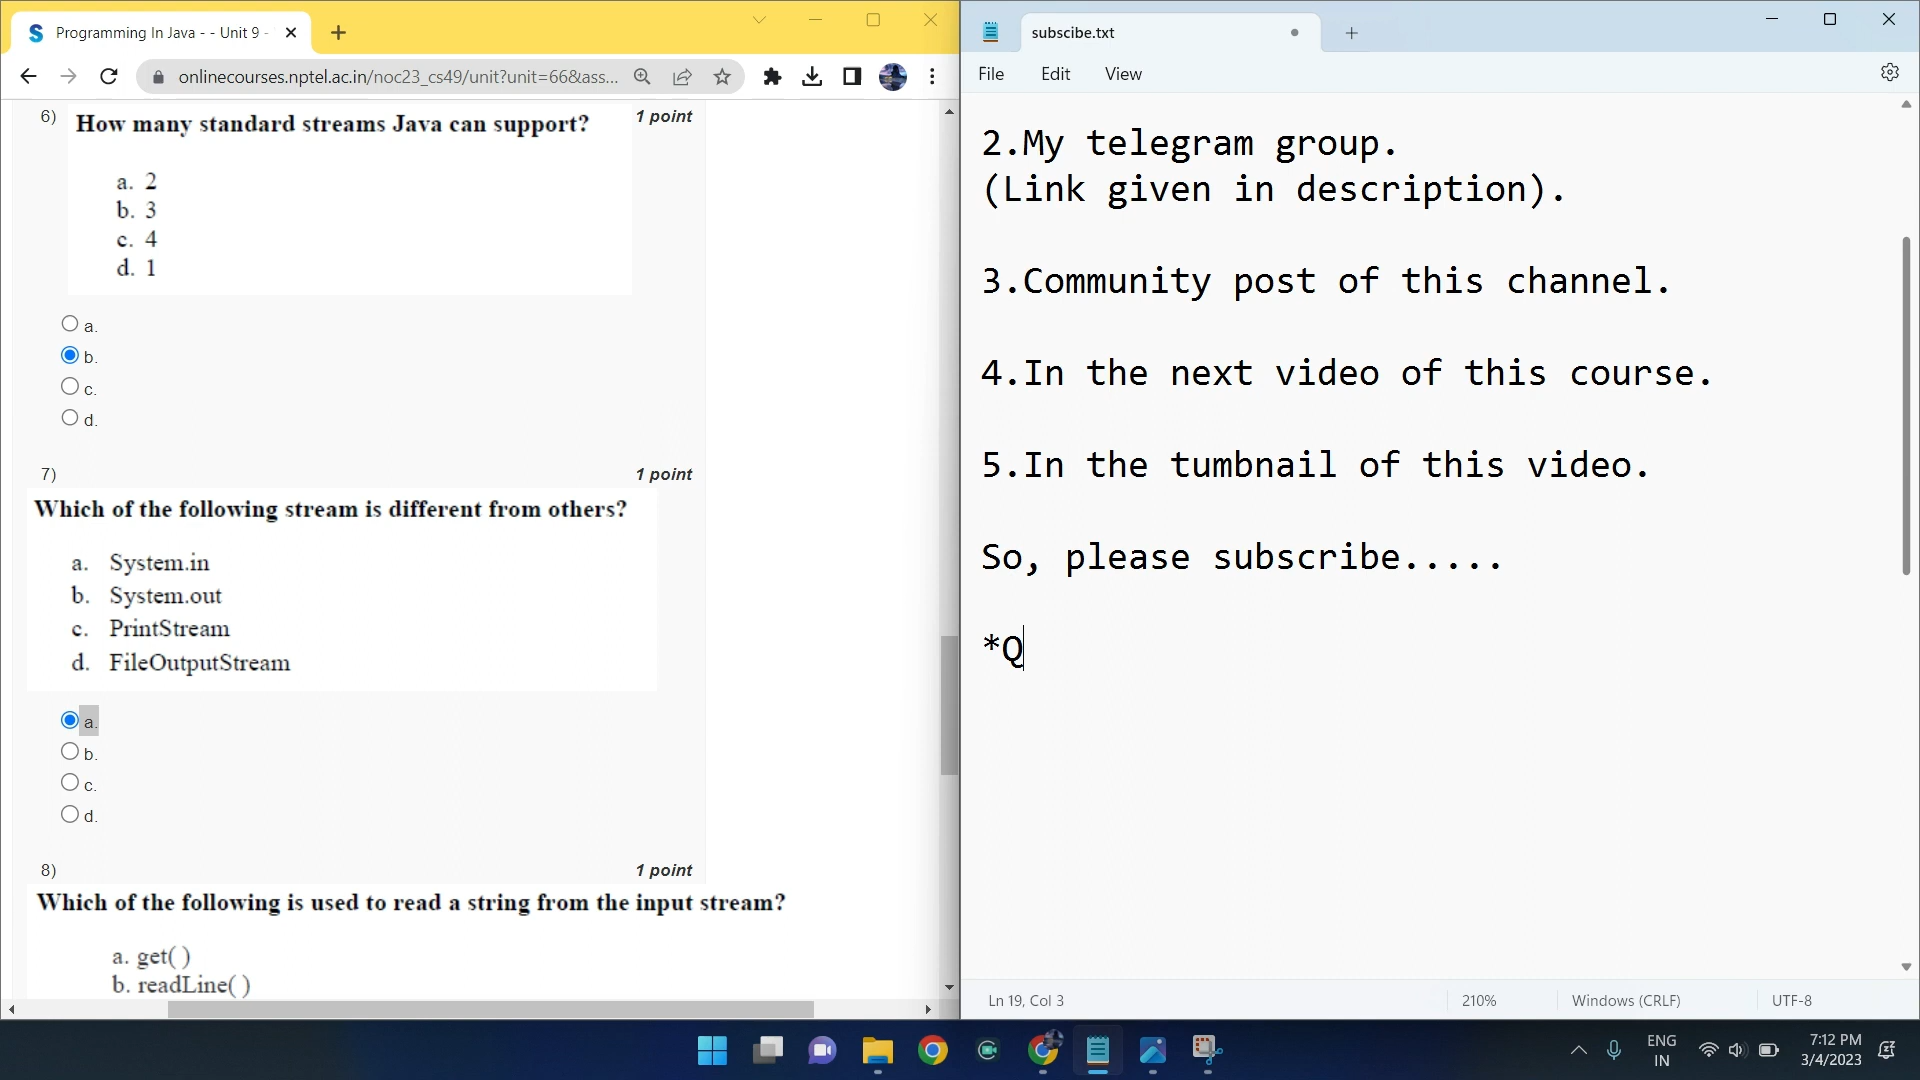 Programming In Java - - Unit 9 -
onlinecourses.nptel.ac.in/noc23_cs49/unit?unit=66&ass...
6)
How many standard streams Java can support?
1 point
a. 2
b. 3
c. 4
d. 1
a.
b.
c.
d.
7)
1 point
Which of the following stream is different from others?
a. System.in
b. System.out
c. PrintStream
d. FileOutputStream
a.
b.
c.
d.
8)
1 point
Which of the following is used to read a string from the input stream?
a. get( )
b. readLine( )
subscibe.txt
File Edit View
2.My telegram group.
(Link given in description).
3.Community post of this channel.
4.In the next video of this course.
5.In the tumbnail of this video.
So, please subscribe.....
*Q
Ln 19, Col 3
210%
Windows (CRLF)
UTF-8
ENG
IN
7:12 PM
3/4/2023